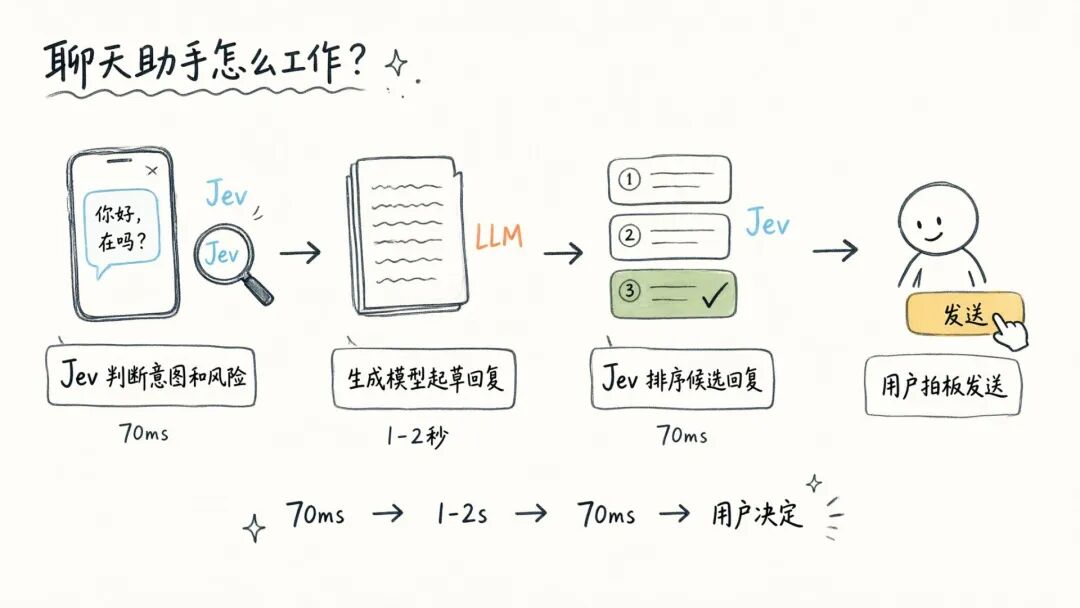 聊天助手怎么工作？
你好，
在吗？
Jev
Jev
LLM
1
2
3
Jev
发送
Jev 判断意图和风险
生成模型起草回复
Jev 排序候选回复
用户拍板发送
70ms
1-2秒
70ms
70ms → 1-2s → 70ms → 用户决定